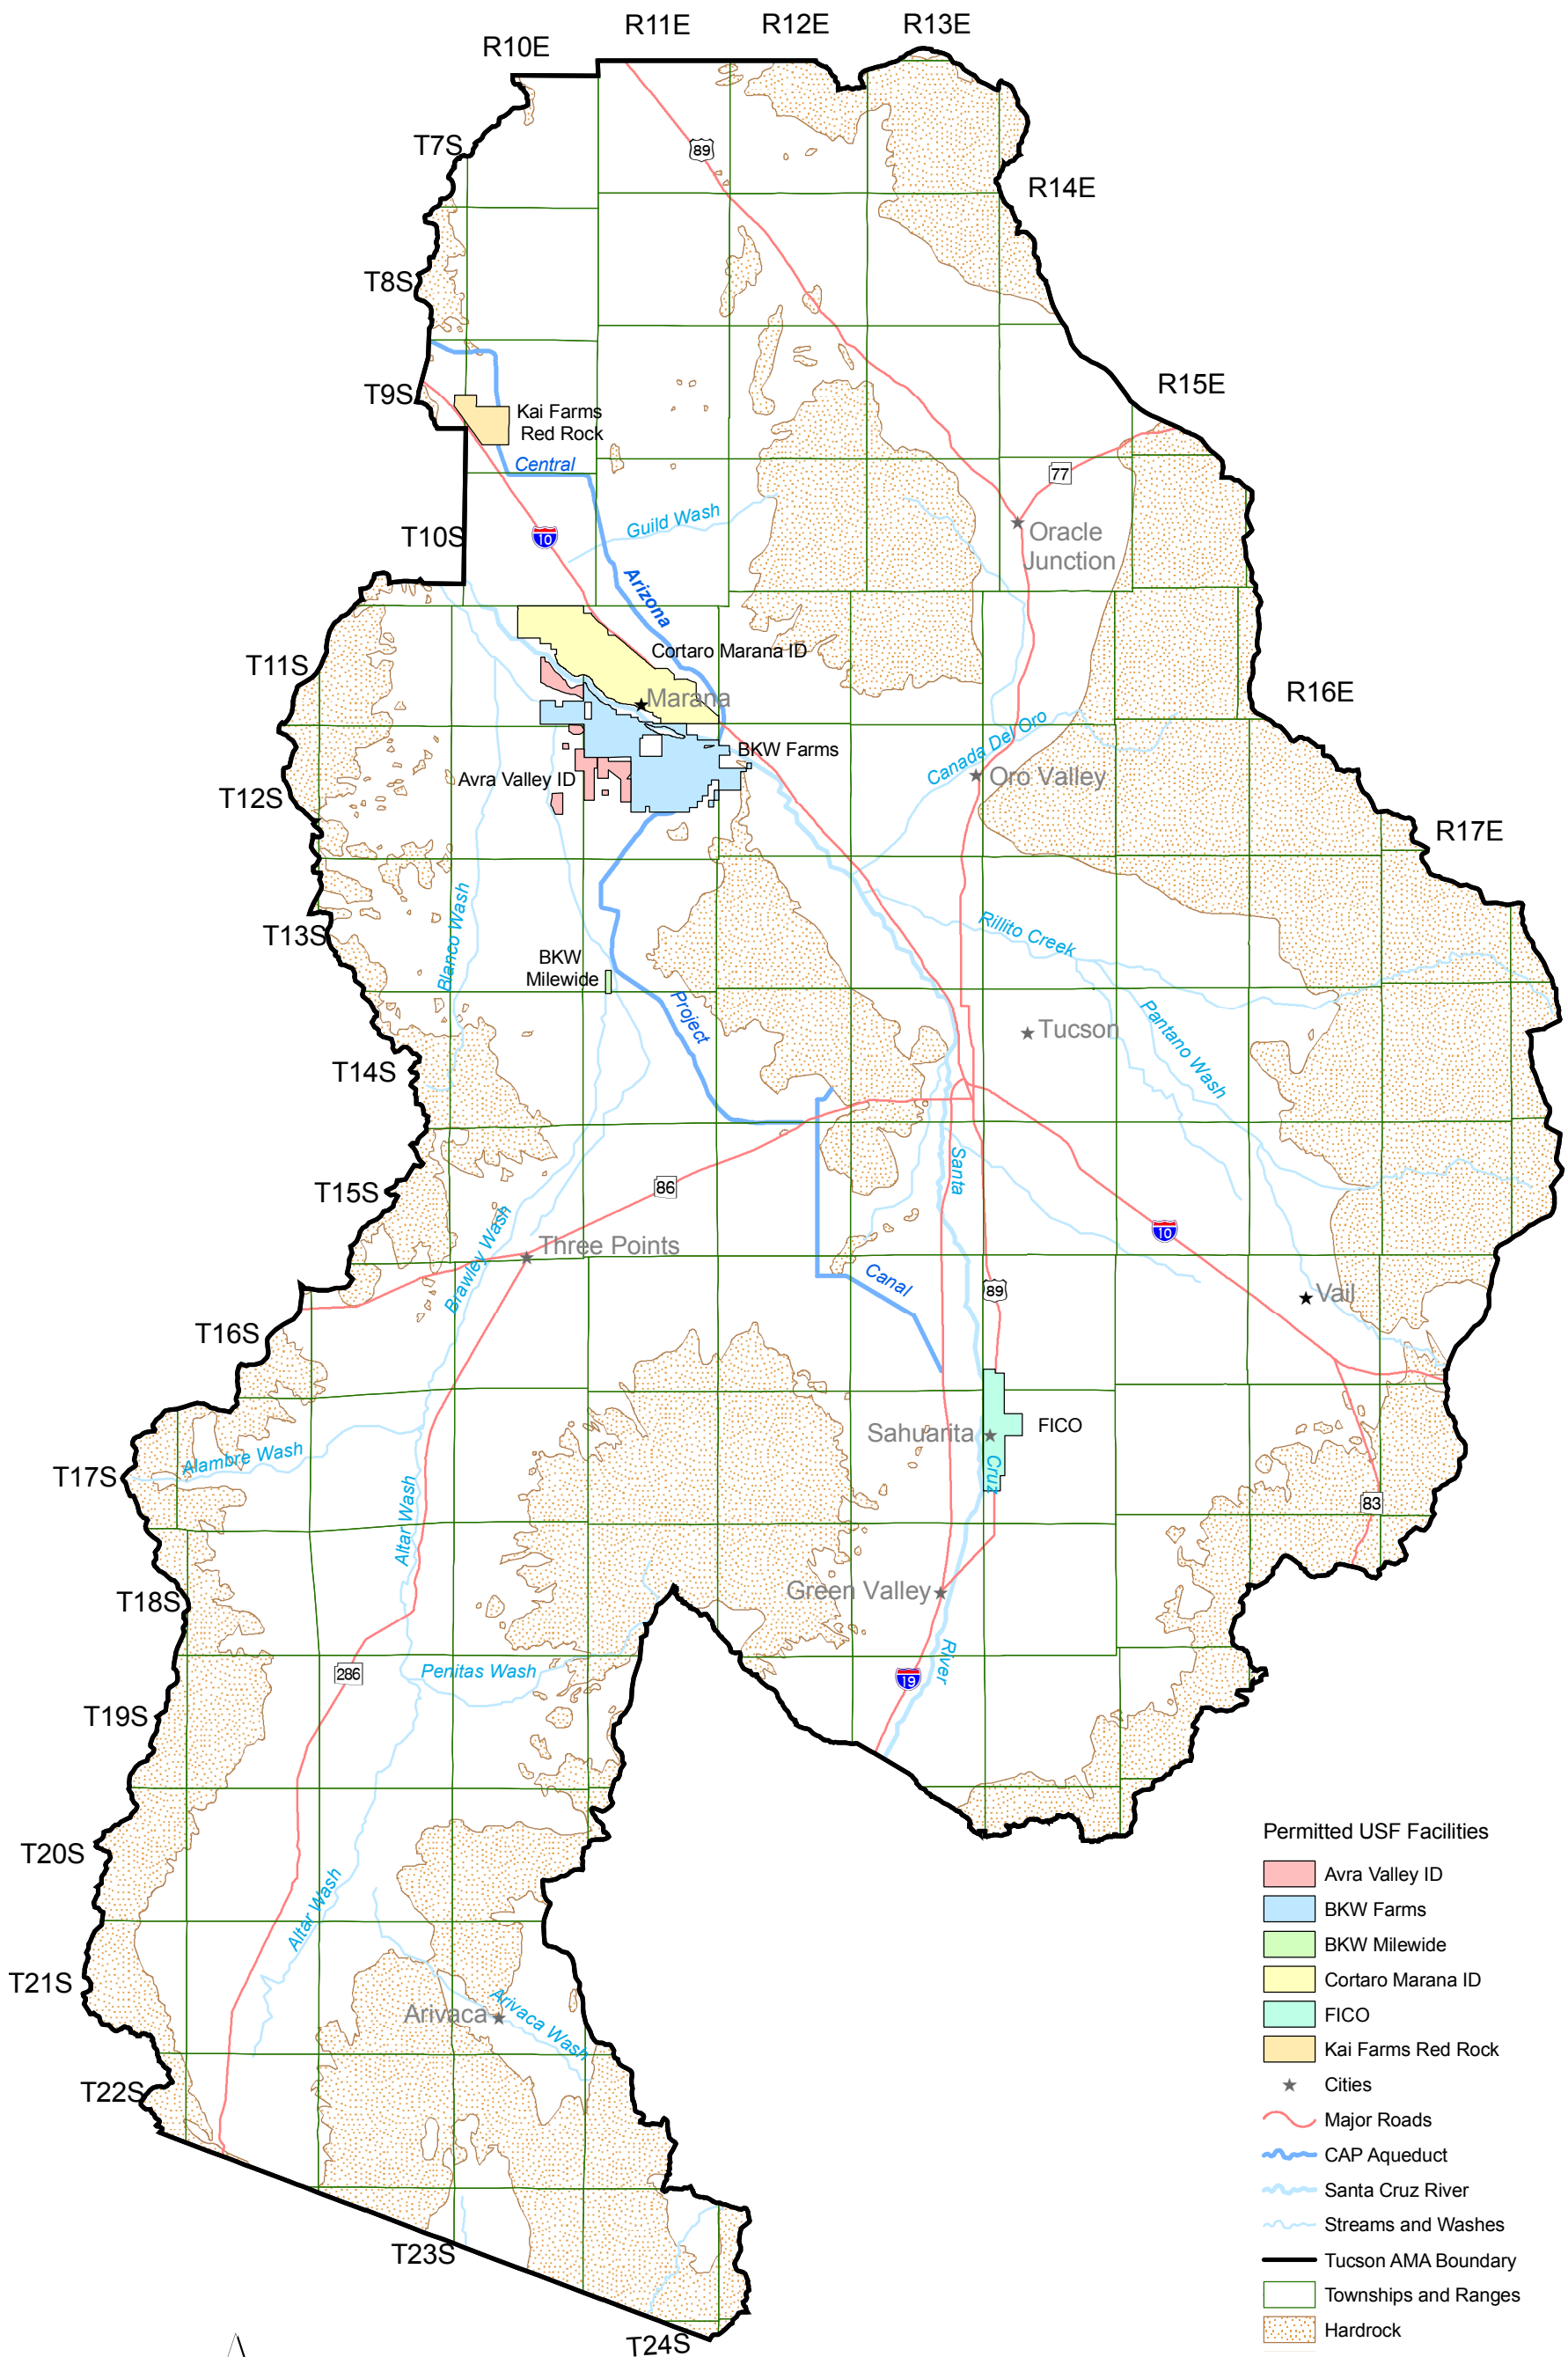 R10E
R11E
R12E
R13E
T7S
89
R14E
T8S
T9S
R15E
Kai Farms
Red Rock
Central
77
Guild Wash
T10S
10
Oracle
Junction
Arizona
Cortaro Marana ID
T11S
Marana
R16E
Canada Del Oro
BKW Farms
Avra Valley ID
Oro Valley
T12S
R17E
Blanco Wash
Rillito Creek
T13S
BKW
Milewide
Project
Tucson
Pantano Wash
T14S
Santa
T15S
86
Brawley Wash
Three Points
10
Canal
89
Vail
T16S
Sahuarita
FICO
Alambre Wash
Cruz
T17S
Altar Wash
83
T18S
Green Valley
286
Penitas Wash
River
19
T19S
Permitted USF Facilities
T20S
Avra Valley ID
Altar Wash
BKW Farms
BKW Milewide
T21S
Cortaro Marana ID
Arivaca
Arivaca Wash
FICO
Kai Farms Red Rock
T22S
Cities
Major Roads
CAP Aqueduct
Santa Cruz River
Streams and Washes
T23S
Tucson AMA Boundary
Townships and Ranges
Hardrock
T24S